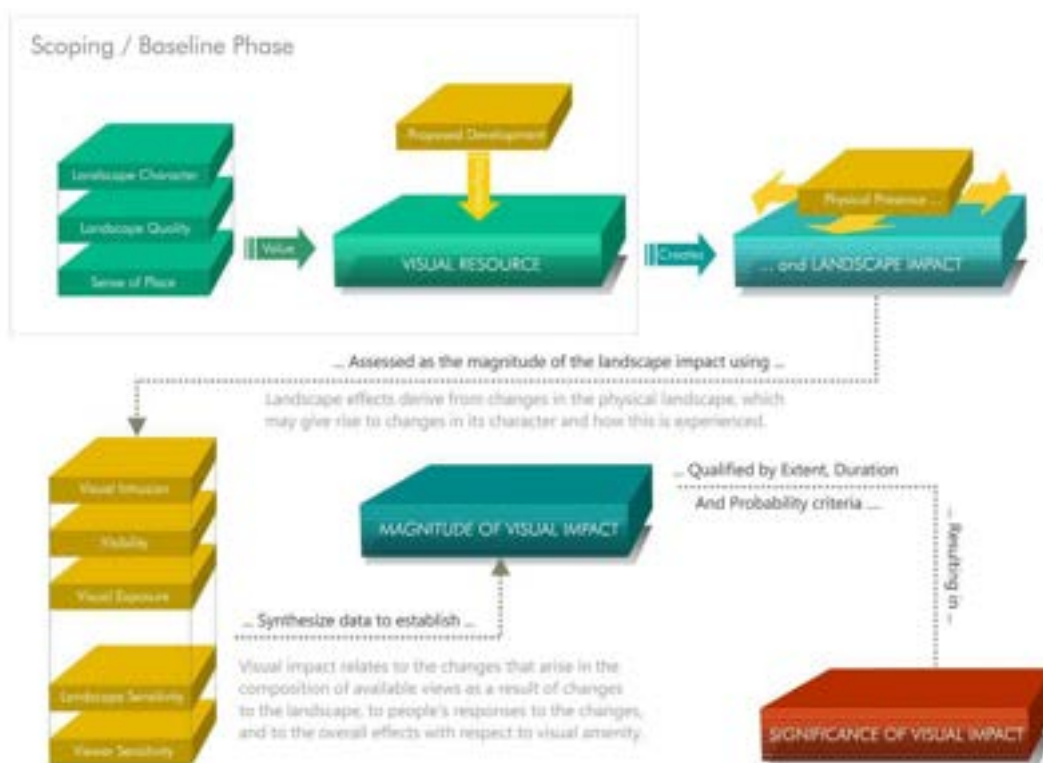 Scoping / Baseline Phase
Proposed Development
Landscape Character
Landscape Quality
Sense of Place
Value
VISUAL RESOURCE
Creates
Physical Presence ...
... and LANDSCAPE IMPACT
... Assessed as the magnitude of the landscape impact using ...
Landscape effects derive from changes in the physical landscape, which
may give rise to changes in its character and how this is experienced.
Visual Intrusion
Visibility
Visual Exposure
Landscape Sensitivity
Viewer Sensitivity
MAGNITUDE OF VISUAL IMPACT
... Qualified by Extent, Duration
And Probability criteria ...
... Resulting in ...
... Synthesize data to establish ...
Visual impact relates to the changes that arise in the
composition of available views as a result of changes
to the landscape, to people's responses to the changes,
and to the overall effects with respect to visual amenity.
SIGNIFICANCE OF VISUAL IMPACT